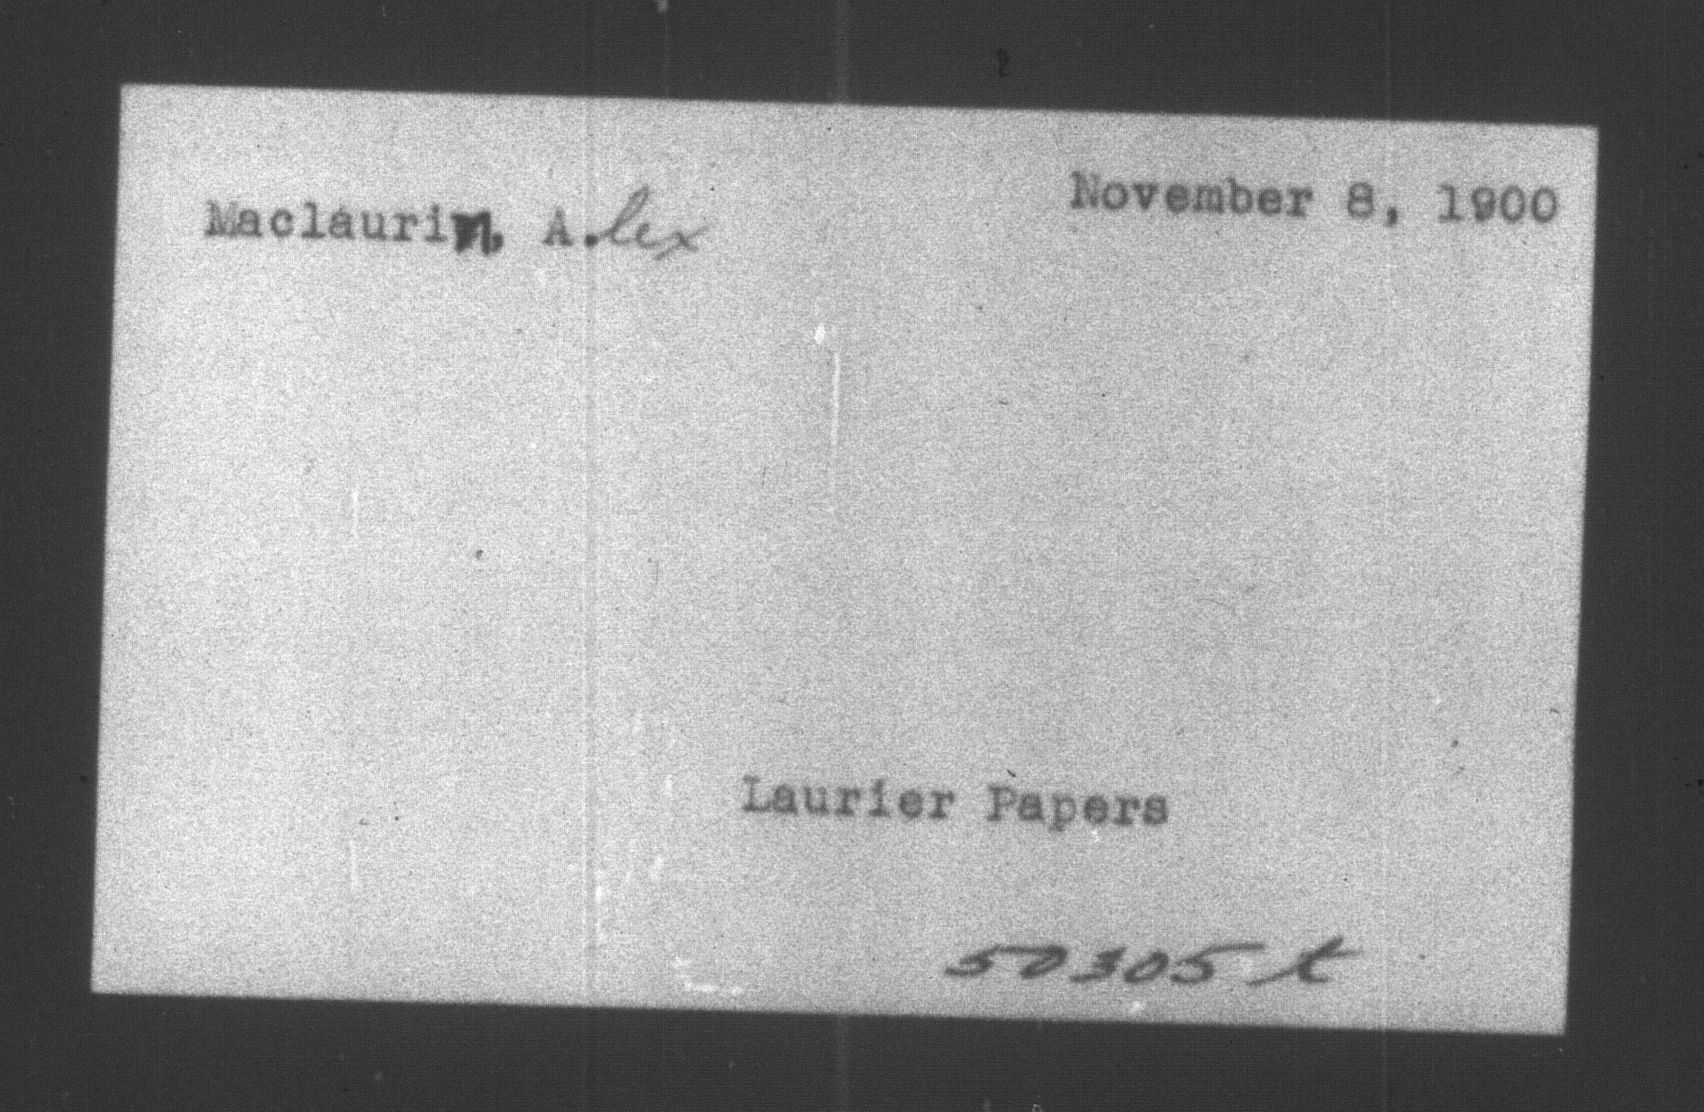 Maclaurin, A.lex
November 8, 1900
Laurier Papers
50305 t